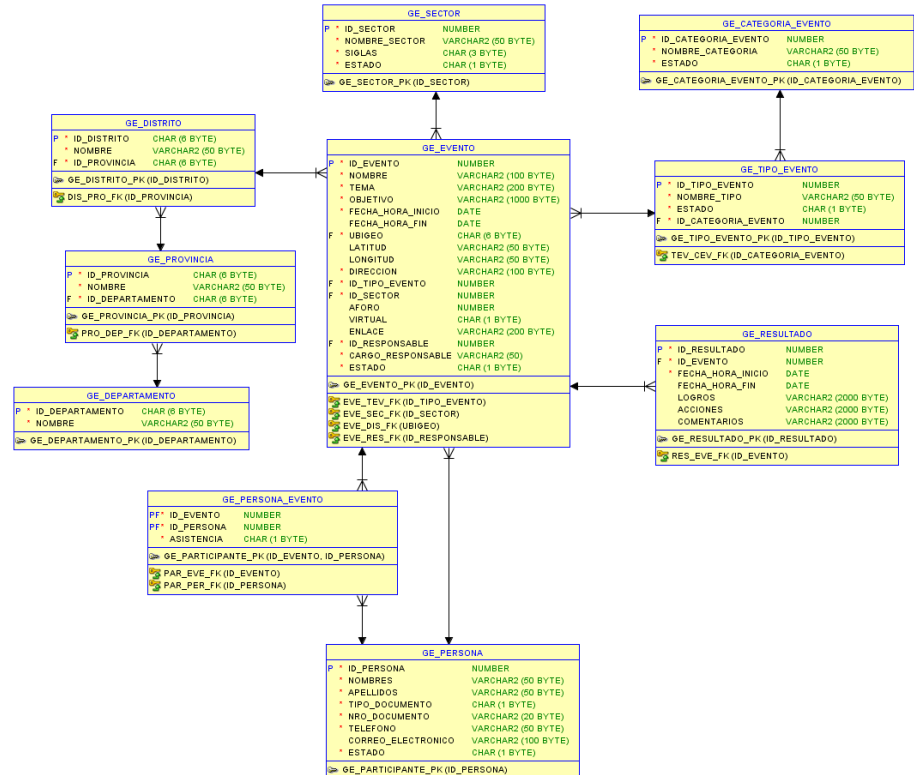 GE_SECTOR
P * ID_SECTOR NUMBER
* NOMBRE_SECTOR VARCHAR2 (50 BYTE)
* SIGLAS CHAR (3 BYTE)
* ESTADO CHAR (1 BYTE)
GE_SECTOR_PK (ID_SECTOR)
GE_CATEGORIA_EVENTO
P * ID_CATEGORIA_EVENTO NUMBER
* NOMBRE_CATEGORIA VARCHAR2 (50 BYTE)
* ESTADO CHAR (1 BYTE)
GE_CATEGORIA_EVENTO_PK (ID_CATEGORIA_EVENTO)
GE_DISTRITO
P * ID_DISTRITO CHAR (6 BYTE)
* NOMBRE VARCHAR2 (50 BYTE)
F * ID_PROVINCIA CHAR (6 BYTE)
GE_DISTRITO_PK (ID_DISTRITO)
DIS_PRO_FK (ID_PROVINCIA)
GE_EVENTO
P * ID_EVENTO NUMBER
* NOMBRE VARCHAR2 (100 BYTE)
* TEMA VARCHAR2 (200 BYTE)
* OBJETIVO VARCHAR2 (1000 BYTE)
* FECHA_HORA_INICIO DATE
FECHA_HORA_FIN DATE
F * UBIGEO CHAR (6 BYTE)
LATITUD VARCHAR2 (50 BYTE)
LONGITUD VARCHAR2 (50 BYTE)
* DIRECCION VARCHAR2 (100 BYTE)
F * ID_TIPO_EVENTO NUMBER
F * ID_SECTOR NUMBER
AFORO NUMBER
VIRTUAL CHAR (1 BYTE)
ENLACE VARCHAR2 (200 BYTE)
F * ID_RESPONSABLE NUMBER
* CARGO_RESPONSABLE VARCHAR2 (50)
* ESTADO CHAR (1 BYTE)
GE_EVENTO_PK (ID_EVENTO)
EVE_TEV_FK (ID_TIPO_EVENTO)
EVE_SEC_FK (ID_SECTOR)
EVE_DIS_FK (UBIGEO)
EVE_RES_FK (ID_RESPONSABLE)
GE_TIPO_EVENTO
P * ID_TIPO_EVENTO NUMBER
* NOMBRE_TIPO VARCHAR2 (50 BYTE)
* ESTADO CHAR (1 BYTE)
F * ID_CATEGORIA_EVENTO NUMBER
GE_TIPO_EVENTO_PK (ID_TIPO_EVENTO)
TEV_CEV_FK (ID_CATEGORIA_EVENTO)
GE_PROVINCIA
P * ID_PROVINCIA CHAR (6 BYTE)
* NOMBRE VARCHAR2 (50 BYTE)
F * ID_DEPARTAMENTO CHAR (6 BYTE)
GE_PROVINCIA_PK (ID_PROVINCIA)
PRO_DEP_FK (ID_DEPARTAMENTO)
GE_RESULTADO
P * ID_RESULTADO NUMBER
F * ID_EVENTO NUMBER
* FECHA_HORA_INICIO DATE
FECHA_HORA_FIN DATE
LOGROS VARCHAR2 (2000 BYTE)
ACCIONES VARCHAR2 (2000 BYTE)
COMENTARIOS VARCHAR2 (2000 BYTE)
GE_RESULTADO_PK (ID_RESULTADO)
RES_EVE_FK (ID_EVENTO)
GE_DEPARTAMENTO
P * ID_DEPARTAMENTO CHAR (6 BYTE)
* NOMBRE VARCHAR2 (50 BYTE)
GE_DEPARTAMENTO_PK (ID_DEPARTAMENTO)
GE_PERSONA_EVENTO
PF* ID_EVENTO NUMBER
PF* ID_PERSONA NUMBER
* ASISTENCIA CHAR (1 BYTE)
GE_PARTICIPANTE_PK (ID_EVENTO, ID_PERSONA)
PAR_EVE_FK (ID_EVENTO)
PAR_PER_FK (ID_PERSONA)
GE_PERSONA
P * ID_PERSONA NUMBER
* NOMBRES VARCHAR2 (50 BYTE)
* APELLIDOS VARCHAR2 (50 BYTE)
* TIPO_DOCUMENTO CHAR (1 BYTE)
* NRO_DOCUMENTO VARCHAR2 (20 BYTE)
* TELEFONO VARCHAR2 (50 BYTE)
CORREO_ELECTRONICO VARCHAR2 (100 BYTE)
* ESTADO CHAR (1 BYTE)
GE_PARTICIPANTE_PK (ID_PERSONA)